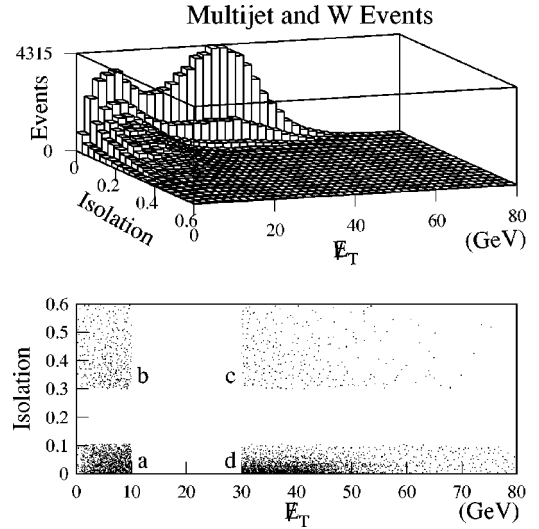 Multijet and W Events
4315
0
Events
0
0.2
0.4
0.6
Isolation
0
20
40
60
80
E̸_T
(GeV)
0.6
0.5
0.4
0.3
0.2
0.1
0
Isolation
b
c
a
d
0 10 20 30 40 50 60 70 80
E̸_T
(GeV)